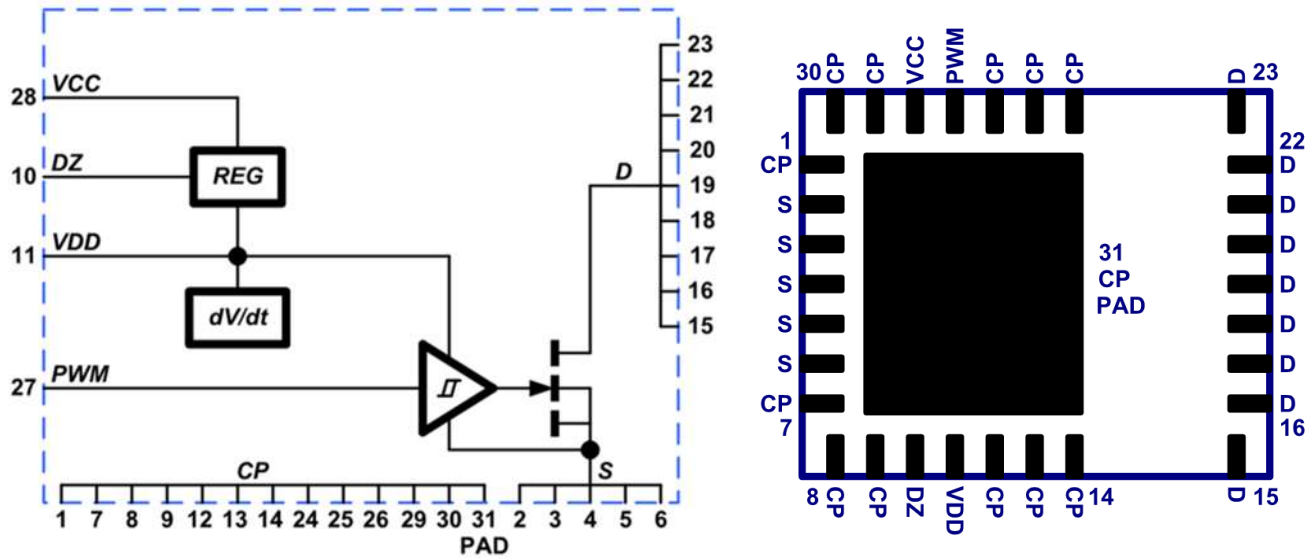 23
22
21
20
19
18
17
16
15
28 VCC
10 DZ
REG
D
11 VDD
dV/dt
27 PWM
CP
S
1 7 8 9 12 13 14 24 25 26 29 30 31 2 3 4 5 6
PAD
30 CP CP VCC PWM CP CP CP D 23
1 22
CP D
S D
S D
S D
S D
S D
CP D
7 16
31
CP
PAD
8 CP CP DZ VDD CP CP CP 14 D 15